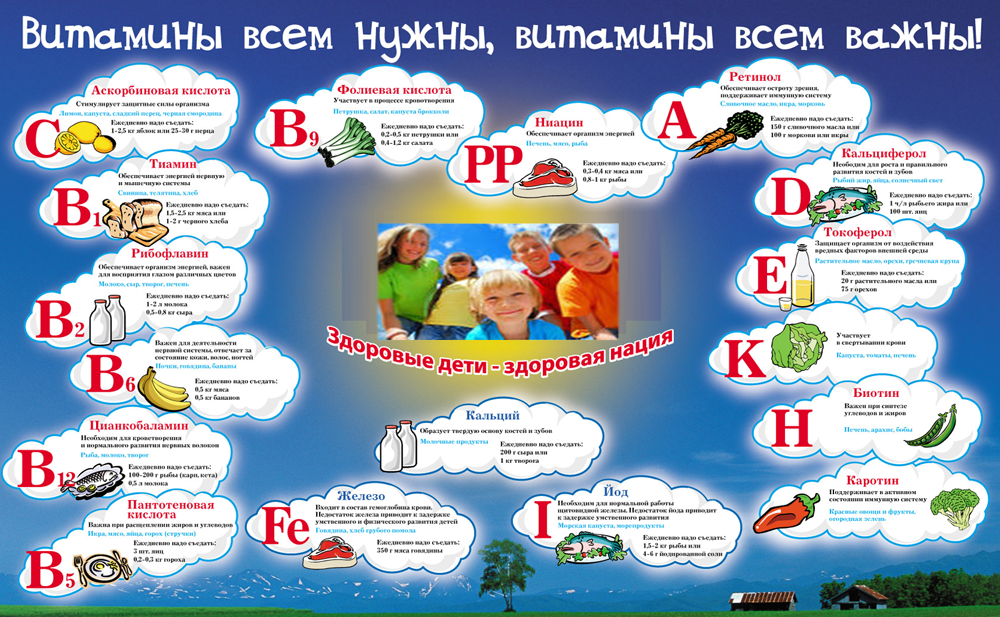 Витамины всем нужны, витамины всем важны!
Аскорбиновая кислота
Стимулирует защитные силы организма
Лимон, капуста, сладкий перец, черная смородина
C
Ежедневно надо съедать:
1-2,5 кг яблок или 25-30 г перца
Фолиевая кислота
Участвует в процессе кровотворения
Петрушка, салат, капуста брокколи
B9
Ежедневно надо съедать:
0,2-0,5 кг петрушки или
0,4-1,2 кг салата
Ниацин
Обеспечивает организм энергией
Печень, мясо, рыба
PP
Ежедневно надо съедать:
0,3-0,4 кг мяса или
0,8-1 кг рыбы
Ретинол
Обеспечивает остроту зрения,
поддерживает иммунную систему
Сливочное масло, икра, морковь
A
Ежедневно надо съедать:
150 г сливочного масла или
100 г моркови или икры
Тиамин
Обеспечивает энергией нервную
и мышечную системы
Свинина, телятина, хлеб
B1
Ежедневно надо съедать:
1,5-2,5 кг мяса или
1-2 г черного хлеба
Кальциферол
Необходим для роста и правильного
развития костей и зубов
Рыбий жир, яйца, солнечный свет
D
Ежедневно надо съедать:
1 ч/л рыбьего жира или
100 шт. яиц
Рибофлавин
Обеспечивает организм энергией, важен
для восприятия глазом различных цветов
Молоко, сыр, творог, печень
B2
Ежедневно надо съедать:
1-2 л молока
0,5-0,8 кг сыра
Токоферол
Защищает организм от воздействия
вредных факторов внешней среды
Растительное масло, орехи, гречневая крупа
E
Ежедневно надо съедать:
20 г растительного масла или
75 г орехов
Здоровые дети - здоровая нация
Важен для деятельности
нервной системы, отвечает за
состояние кожи, волос, ногтей
Почки, говядина, бананы
B6
Ежедневно надо съедать:
0,5 кг мяса
0,5 кг бананов
K
Участвует
в свертывании крови
Капуста, томаты, печень
Биотин
Важен при синтезе
углеводов и жиров
H
Печень, арахис, бобы
Цианкобаламин
Необходим для кроветворения
и нормального развития нервных волокон
Рыба, молоко, творог
B12
Ежедневно надо съедать:
100-200 г рыбы (карп, кета)
0,5 л молока
Кальций
Образует твердую основу костей и зубов
Молочные продукты
Ежедневно надо съедать:
200 г сыра или
1 кг творога
Пантотеновая
кислота
Важна при расщеплении жиров и углеводов
Икра, мясо, яйца, горох (стручки)
B5
Ежедневно надо съедать:
3 шт. яиц
0,2-0,3 кг гороха
Железо
Входит в состав гемоглобина крови.
Недостаток железа приводит к задержке
умственного и физического развития детей
Говядина, хлеб грубого помола
Fe
Ежедневно надо съедать:
350 г мяса говядины
Йод
Необходим для нормальной работы
щитовидной железы. Недостаток йода приводит
к задержке умственного развития
Морская капуста, морепродукты
I
Ежедневно надо съедать:
1,5-2 кг рыбы или
4-6 г йодированной соли
Каротин
Поддерживает в активном
состоянии иммунную систему
Красные овощи и фрукты,
огородная зелень